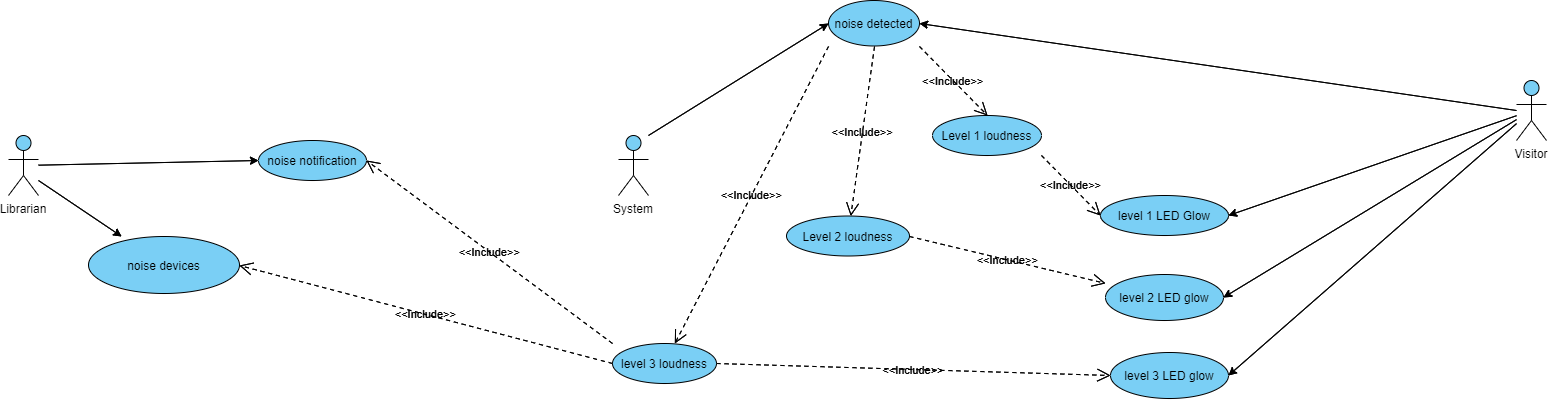 noise detected
<<Include>>
<<Include>>
Level 1 loudness
noise notification
Visitor
<<Include>>
<<Include>>
Librarian
System
level 1 LED Glow
Level 2 loudness
<<Include>>
<<Include>>
noise devices
level 2 LED glow
<<Include>>
level 3 loudness
<<Include>>
level 3 LED glow